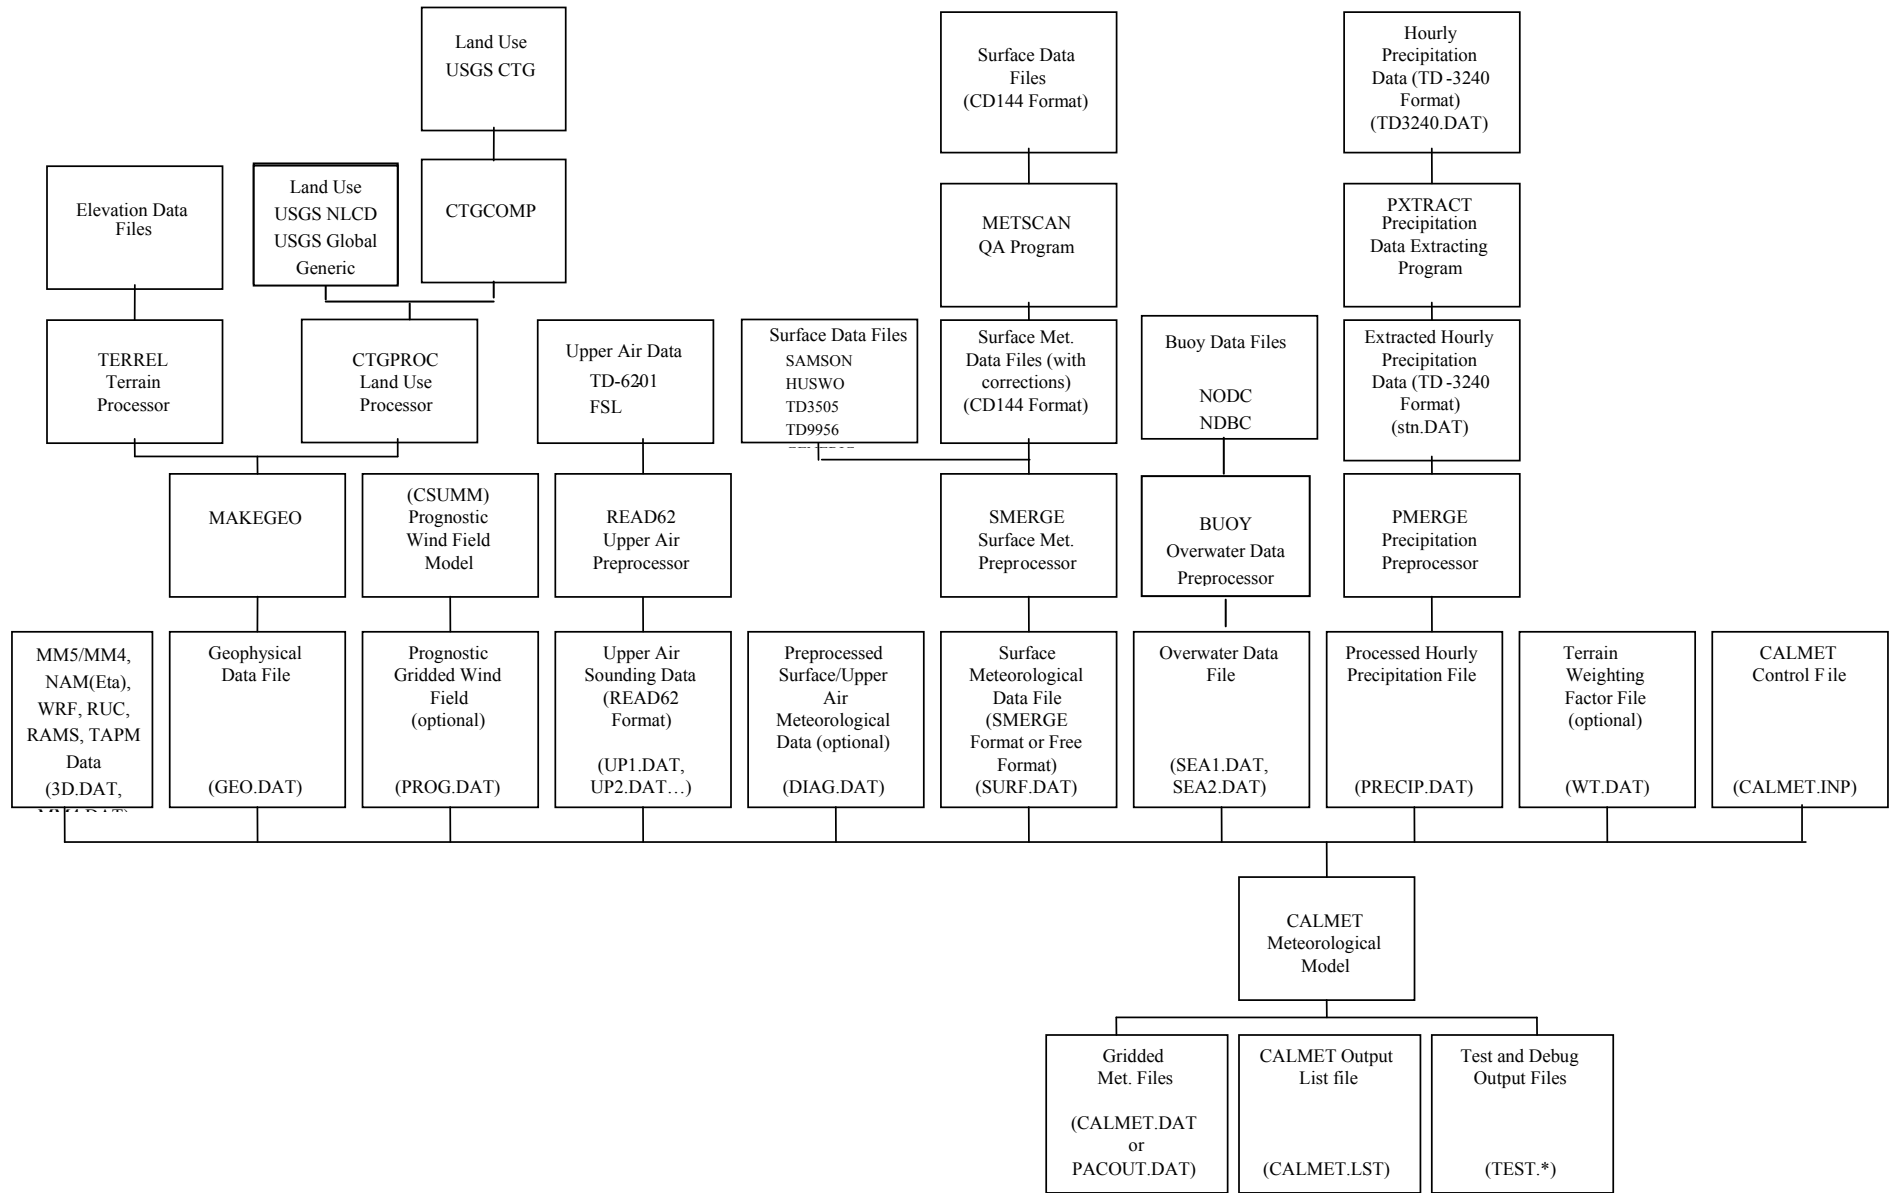 Land Use
USGS CTG
Surface Data
Files
(CD144 Format)
Hourly
Precipitation
Data (TD -3240
Format)
(TD3240.DAT)
Elevation Data
Files
Land Use
USGS NLCD
USGS Global
Generic
CTGCOMP
METSCAN
QA Program
PXTRACT
Precipitation
Data Extracting
Program
TERREL
Terrain
Processor
CTGPROC
Land Use
Processor
Upper Air Data
TD-6201
FSL
Surface Data Files
SAMSON
HUSWO
TD3505
TD9956
Surface Met.
Data Files (with
corrections)
(CD144 Format)
Buoy Data Files
NODC
NDBC
Extracted Hourly
Precipitation
Data (TD -3240
Format)
(stn.DAT)
MAKEGEO
(CSUMM)
Prognostic
Wind Field
Model
READ62
Upper Air
Preprocessor
SMERGE
Surface Met.
Preprocessor
BUOY
Overwater Data
Preprocessor
PMERGE
Precipitation
Preprocessor
MM5/MM4,
NAM(Eta),
WRF, RUC,
RAMS, TAPM
Data
(3D.DAT,
Geophysical
Data File
(GEO.DAT)
Prognostic
Gridded Wind
Field
(optional)
(PROG.DAT)
Upper Air
Sounding Data
(READ62
Format)
(UP1.DAT,
UP2.DAT…)
Preprocessed
Surface/Upper
Air
Meteorological
Data (optional)
(DIAG.DAT)
Surface
Meteorological
Data File
(SMERGE
Format or Free
Format)
(SURF.DAT)
Overwater Data
File
(SEA1.DAT,
SEA2.DAT)
Processed Hourly
Precipitation File
(PRECIP.DAT)
Terrain
Weighting
Factor File
(optional)
(WT.DAT)
CALMET
Control File
(CALMET.INP)
CALMET
Meteorological
Model
Gridded
Met. Files
(CALMET.DAT
or
PACOUT.DAT)
CALMET Output
List file
(CALMET.LST)
Test and Debug
Output Files
(TEST.*)